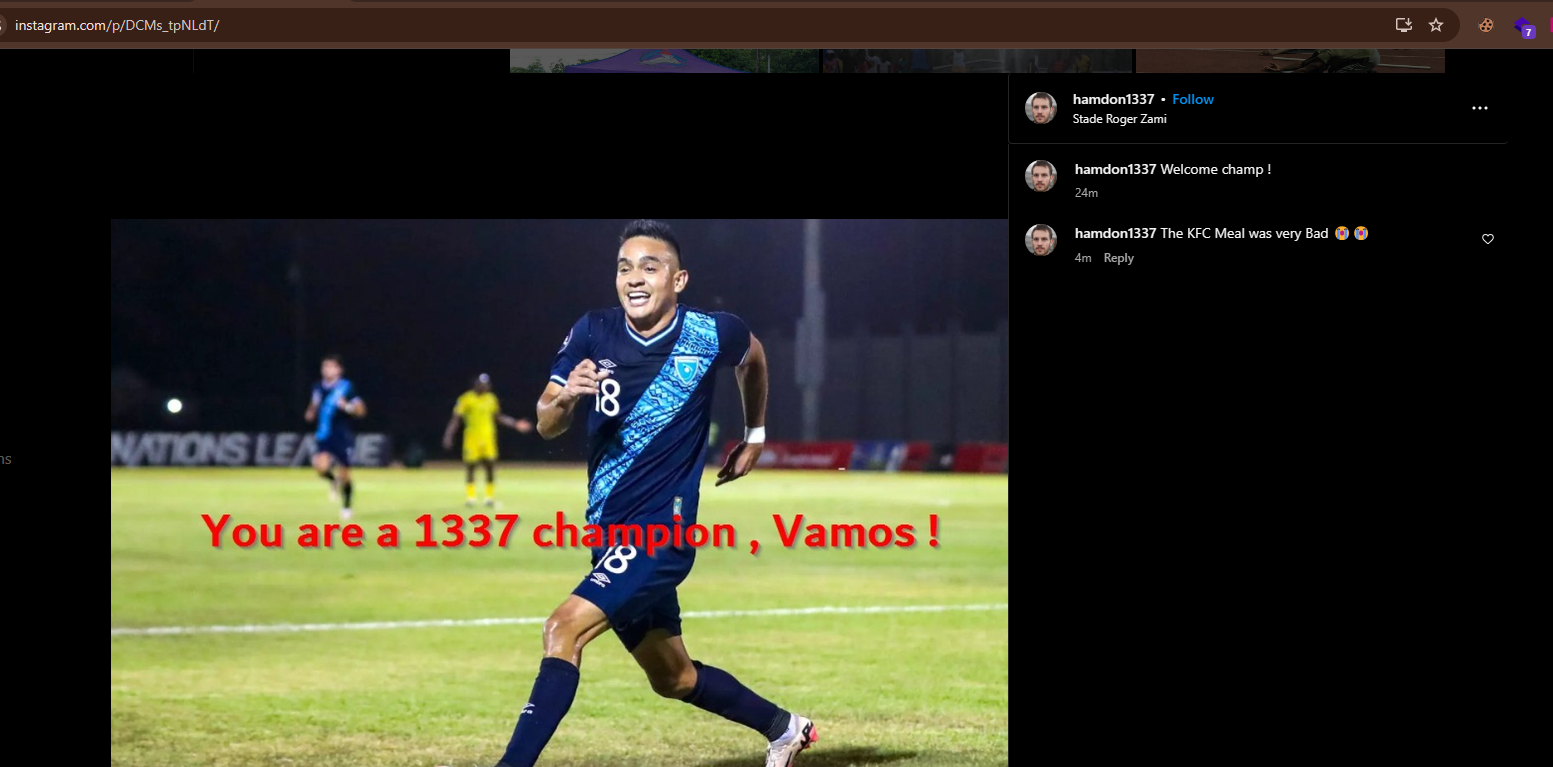 instagram.com/p/DCMs_tpNLdT/
7
hamdon1337 • Follow
Stade Roger Zami
hamdon1337 Welcome champ !
24m
hamdon1337 The KFC Meal was very Bad 😭😭
4m Reply
18
NATIONS LEAGUE
You are a 1337 champion , Vamos !
18
ns